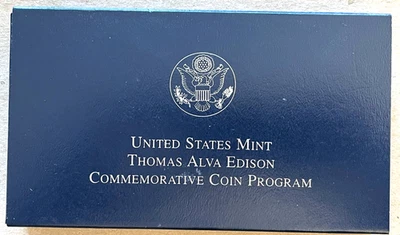 United States Mint
Thomas Alva Edison
Commemorative Coin Program